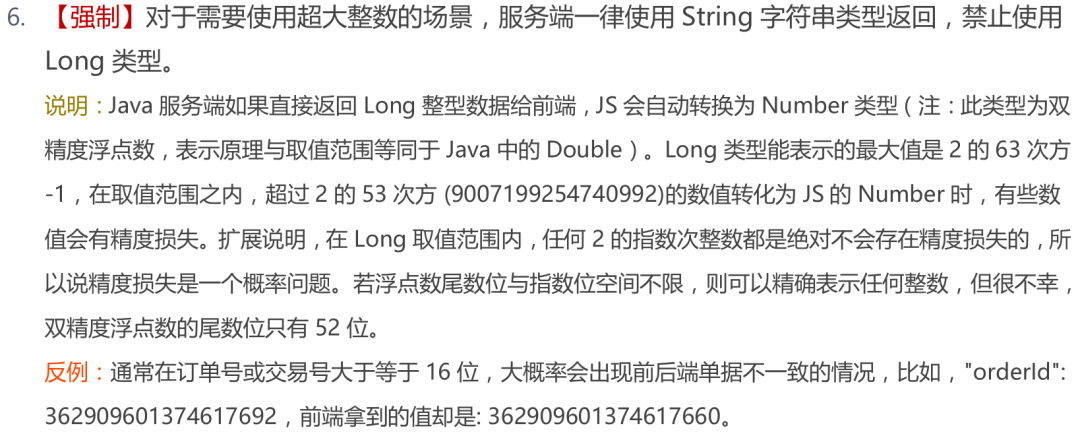 6. 【强制】对于需要使用超大整数的场景，服务端一律使用 String 字符串类型返回，禁止使用
Long 类型。
说明：Java 服务端如果直接返回 Long 整型数据给前端，JS 会自动转换为 Number 类型（注：此类型为双
精度浮点数，表示原理与取值范围等同于 Java 中的 Double）。Long 类型能表示的最大值是 2 的 63 次方
-1，在取值范围之内，超过 2 的 53 次方 (9007199254740992)的数值转化为 JS 的 Number 时，有些数
值会有精度损失。扩展说明，在 Long 取值范围内，任何 2 的指数次整数都是绝对不会存在精度损失的，所
以说精度损失是一个概率问题。若浮点数尾数位与指数位空间不限，则可以精确表示任何整数，但很不幸，
双精度浮点数的尾数位只有 52 位。
反例：通常在订单号或交易号大于等于 16 位，大概率会出现前后端单据不一致的情况，比如，"orderId":
362909601374617692，前端拿到的值却是: 362909601374617660。